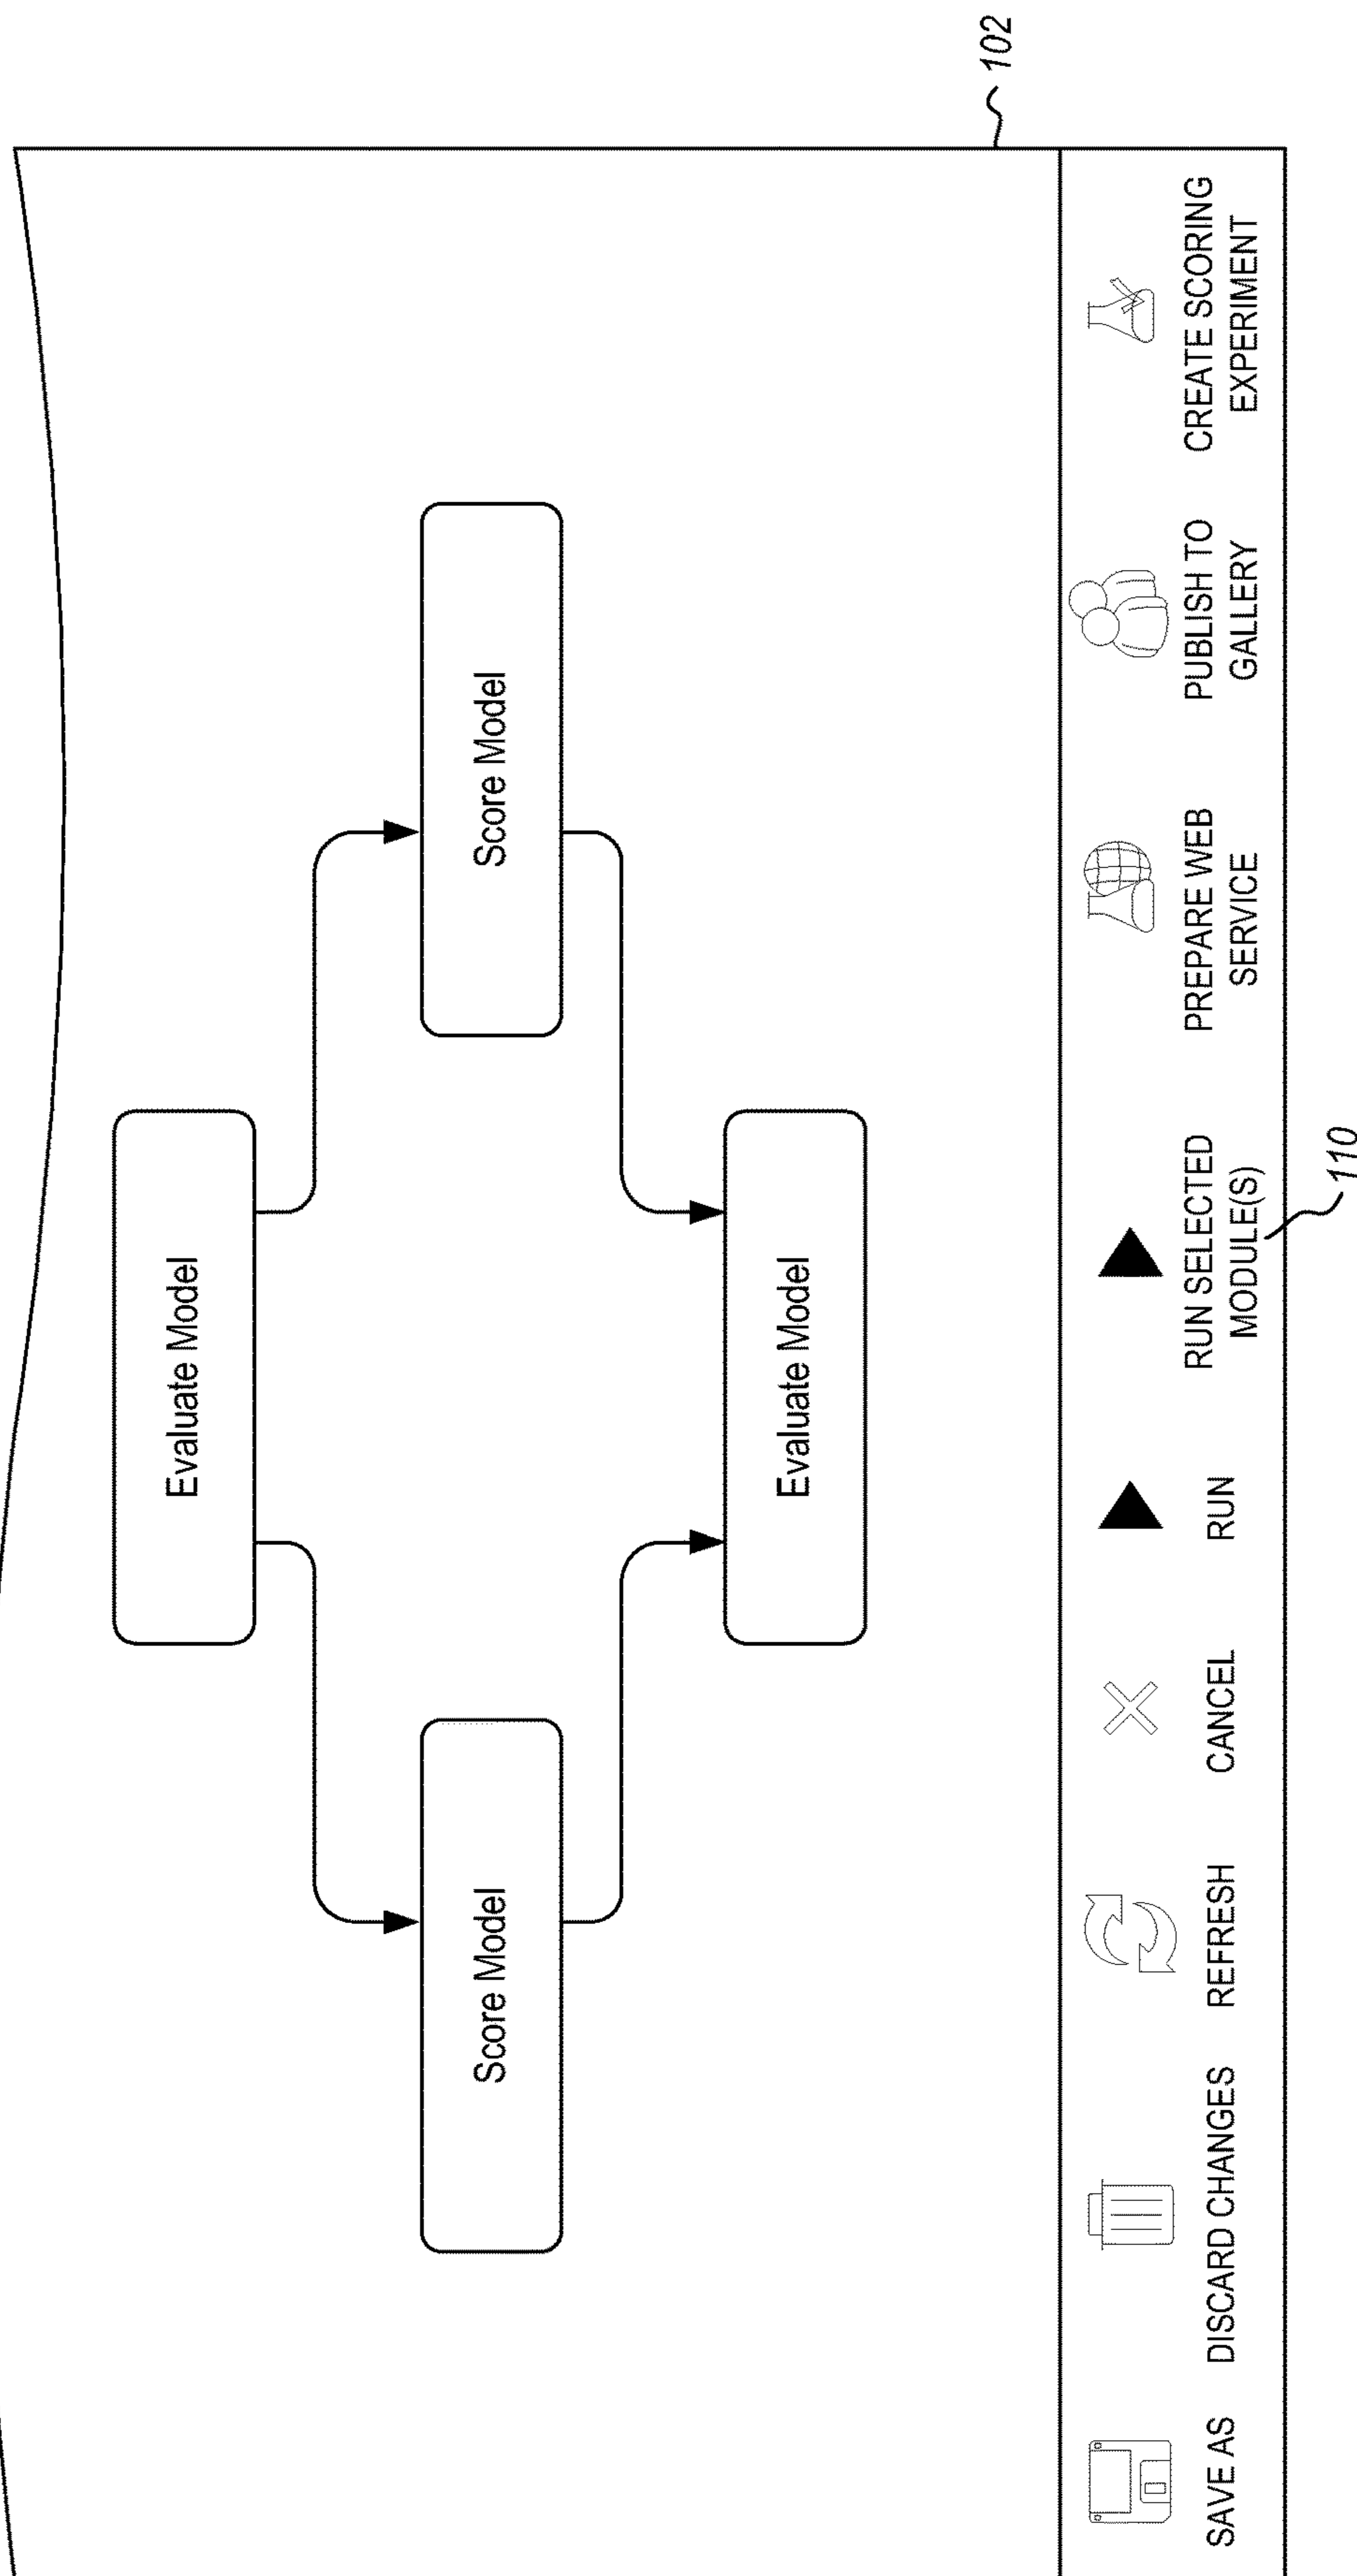 Evaluate Model
Score Model
Score Model
Evaluate Model
102
SAVE AS
DISCARD CHANGES
REFRESH
CANCEL
RUN
RUN SELECTED
MODULE(S)
PREPARE WEB
SERVICE
PUBLISH TO
GALLERY
CREATE SCORING
EXPERIMENT
110